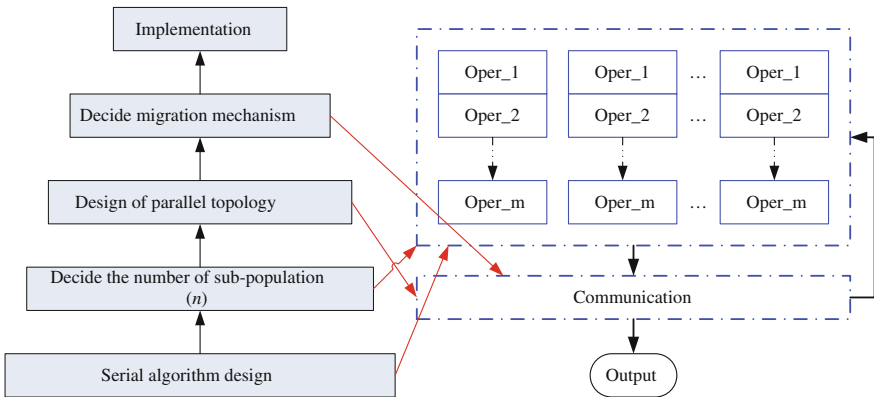 Implementation
Decide migration mechanism
Design of parallel topology
Decide the number of sub-population
(n)
Serial algorithm design
Oper_1 Oper_1 ... Oper_1
Oper_2 Oper_2 ... Oper_2
Oper_m Oper_m ... Oper_m
Communication
Output